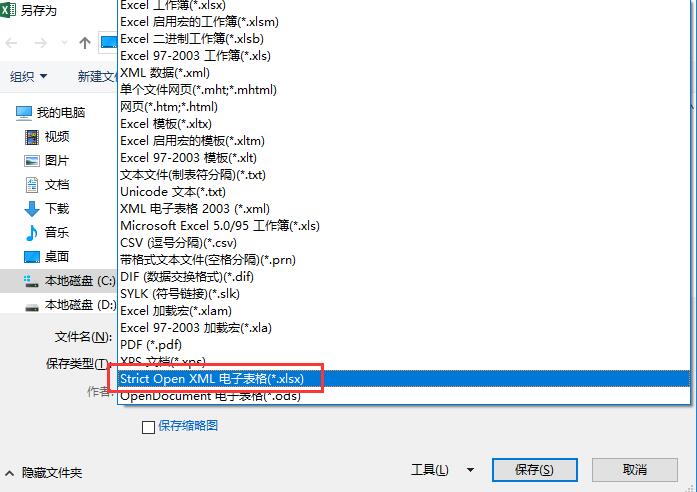 另存为
组织
新建文
我的电脑
视频
图片
文档
下载
音乐
桌面
本地磁盘 (C:)
本地磁盘 (D:)
Excel 工作簿(*.xlsx)
Excel 启用宏的工作簿(*.xlsm)
Excel 二进制工作簿(*.xlsb)
Excel 97-2003 工作簿(*.xls)
XML 数据(*.xml)
单个文件网页(*.mht;*.mhtml)
网页(*.htm;*.html)
Excel 模板(*.xltx)
Excel 启用宏的模板(*.xltm)
Excel 97-2003 模板(*.xlt)
文本文件(制表符分隔)(*.txt)
Unicode 文本(*.txt)
XML 电子表格 2003 (*.xml)
Microsoft Excel 5.0/95 工作簿(*.xls)
CSV (逗号分隔)(*.csv)
带格式文本文件(空格分隔)(*.prn)
DIF (数据交换格式)(*.dif)
SYLK (符号链接)(*.slk)
Excel 加载宏(*.xlam)
Excel 97-2003 加载宏(*.xla)
PDF (*.pdf)
XPS 文档(*.xps)
Strict Open XML 电子表格(*.xlsx)
OpenDocument 电子表格(*.ods)
文件名(N):
保存类型(T):
作者:
保存缩略图
隐藏文件夹
工具(L)
保存(S)
取消